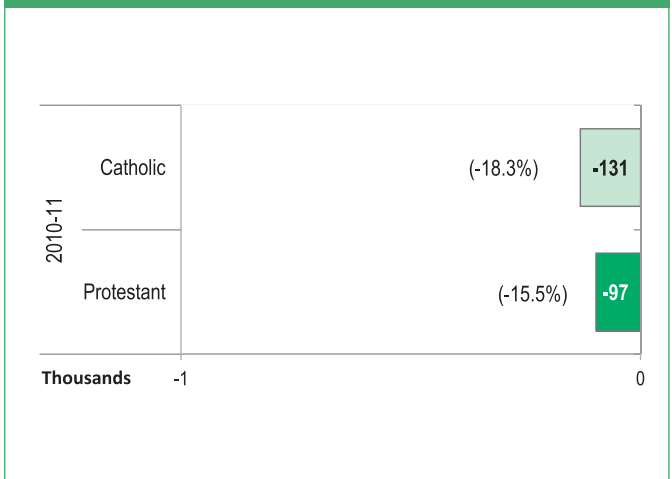 2010-11
Catholic
(-18.3%)
-131
Protestant
(-15.5%)
-97
Thousands
-1
0